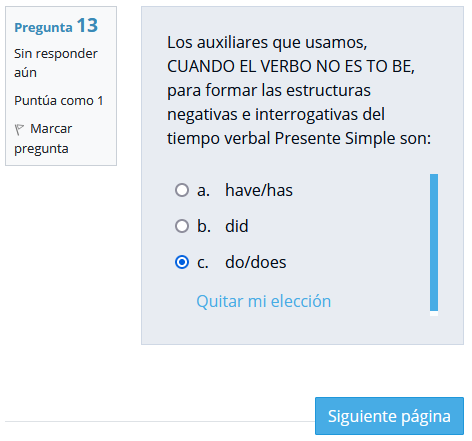 Pregunta 13
Sin responder
aún
Puntúa como 1
Marcar
pregunta
Los auxiliares que usamos,
CUANDO EL VERBO NO ES TO BE,
para formar las estructuras
negativas e interrogativas del
tiempo verbal Presente Simple son:
a. have/has
b. did
c. do/does
Quitar mi elección
Siguiente página